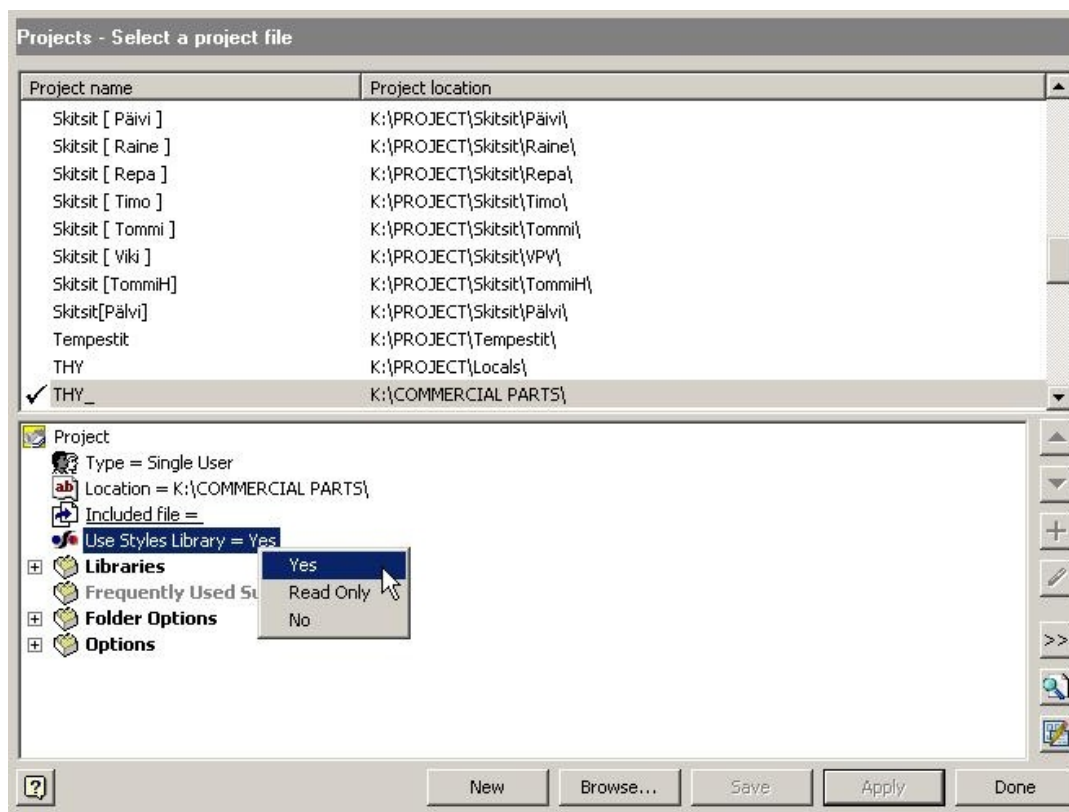 Projects - Select a project file
Project name Project location
Skitsit [ Päivi ] K:\PROJECT\Skitsit\Päivi\
Skitsit [ Raine ] K:\PROJECT\Skitsit\Raine\
Skitsit [ Repa ] K:\PROJECT\Skitsit\Repa\
Skitsit [ Timo ] K:\PROJECT\Skitsit\Timo\
Skitsit [ Tommi ] K:\PROJECT\Skitsit\Tommi\
Skitsit [ Viki ] K:\PROJECT\Skitsit\VPV\
Skitsit [TommiH] K:\PROJECT\Skitsit\TommiH\
Skitsit[Pälvi] K:\PROJECT\Skitsit\Pälvi\
Tempestit K:\PROJECT\Tempestit\
THY K:\PROJECT\Locals\
THY_ K:\COMMERCIAL PARTS\
Project
Type = Single User
Location = K:\COMMERCIAL PARTS\
Included file =
Use Styles Library = Yes
Libraries Yes
Frequently Used Su Read Only
Folder Options No
Options
>>
New Browse... Save Apply Done